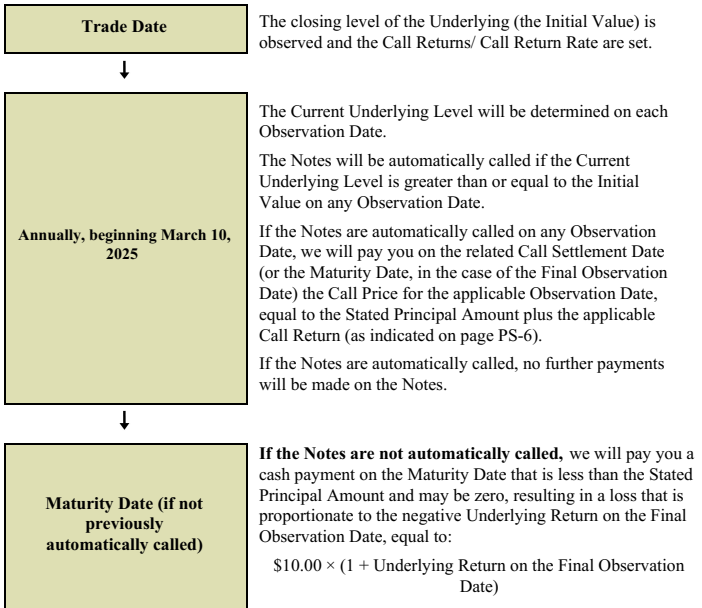 Trade Date
The closing level of the Underlying (the Initial Value) is
observed and the Call Returns/ Call Return Rate are set.
Annually, beginning March 10,
2025
The Current Underlying Level will be determined on each
Observation Date.
The Notes will be automatically called if the Current
Underlying Level is greater than or equal to the Initial
Value on any Observation Date.
If the Notes are automatically called on any Observation
Date, we will pay you on the related Call Settlement Date
(or the Maturity Date, in the case of the Final Observation
Date) the Call Price for the applicable Observation Date,
equal to the Stated Principal Amount plus the applicable
Call Return (as indicated on page PS-6).
If the Notes are automatically called, no further payments
will be made on the Notes.
Maturity Date (if not
previously
automatically called)
If the Notes are not automatically called, we will pay you a
cash payment on the Maturity Date that is less than the Stated
Principal Amount and may be zero, resulting in a loss that is
proportionate to the negative Underlying Return on the Final
Observation Date, equal to:
$10.00 × (1 + Underlying Return on the Final Observation
Date)